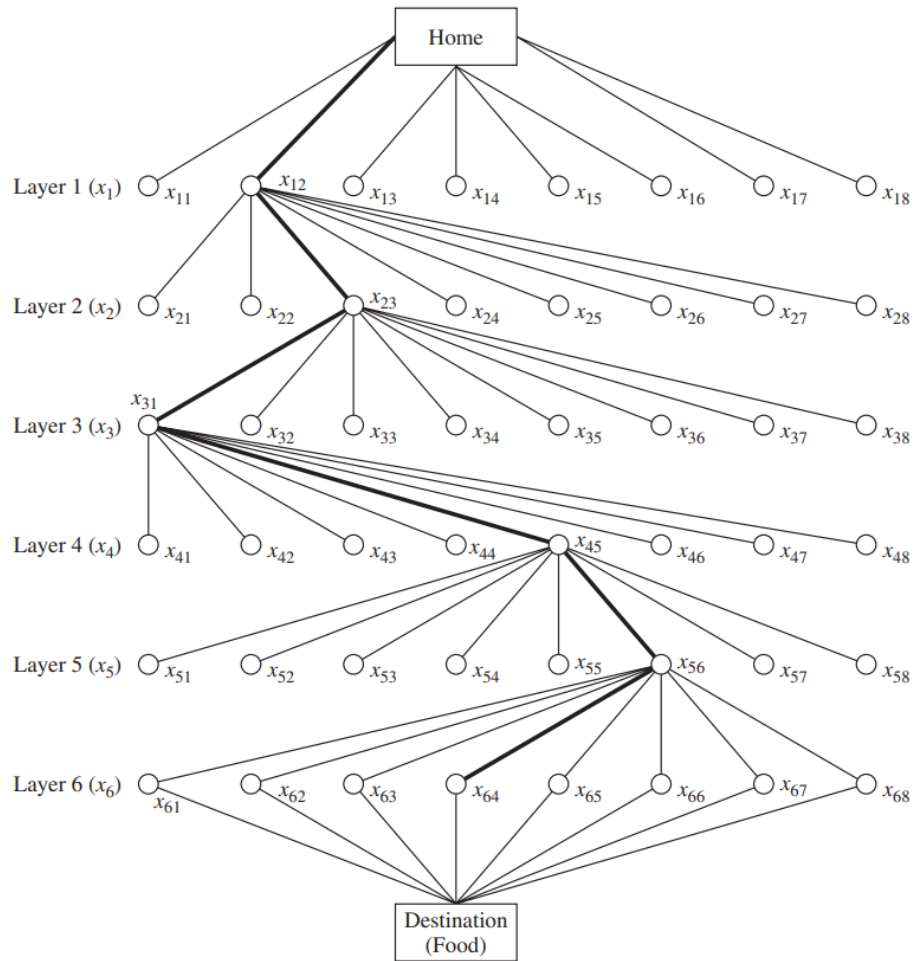 Home
Layer 1 (x₁) x₁₁ x₁₂ x₁₃ x₁₄ x₁₅ x₁₆ x₁₇ x₁₈
Layer 2 (x₂) x₂₁ x₂₂ x₂₃ x₂₄ x₂₅ x₂₆ x₂₇ x₂₈
Layer 3 (x₃) x₃₁ x₃₂ x₃₃ x₃₄ x₃₅ x₃₆ x₃₇ x₃₈
Layer 4 (x₄) x₄₁ x₄₂ x₄₃ x₄₄ x₄₅ x₄₆ x₄₇ x₄₈
Layer 5 (x₅) x₅₁ x₅₂ x₅₃ x₅₄ x₅₅ x₅₆ x₅₇ x₅₈
Layer 6 (x₆) x₆₁ x₆₂ x₆₃ x₆₄ x₆₅ x₆₆ x₆₇ x₆₈
Destination
(Food)